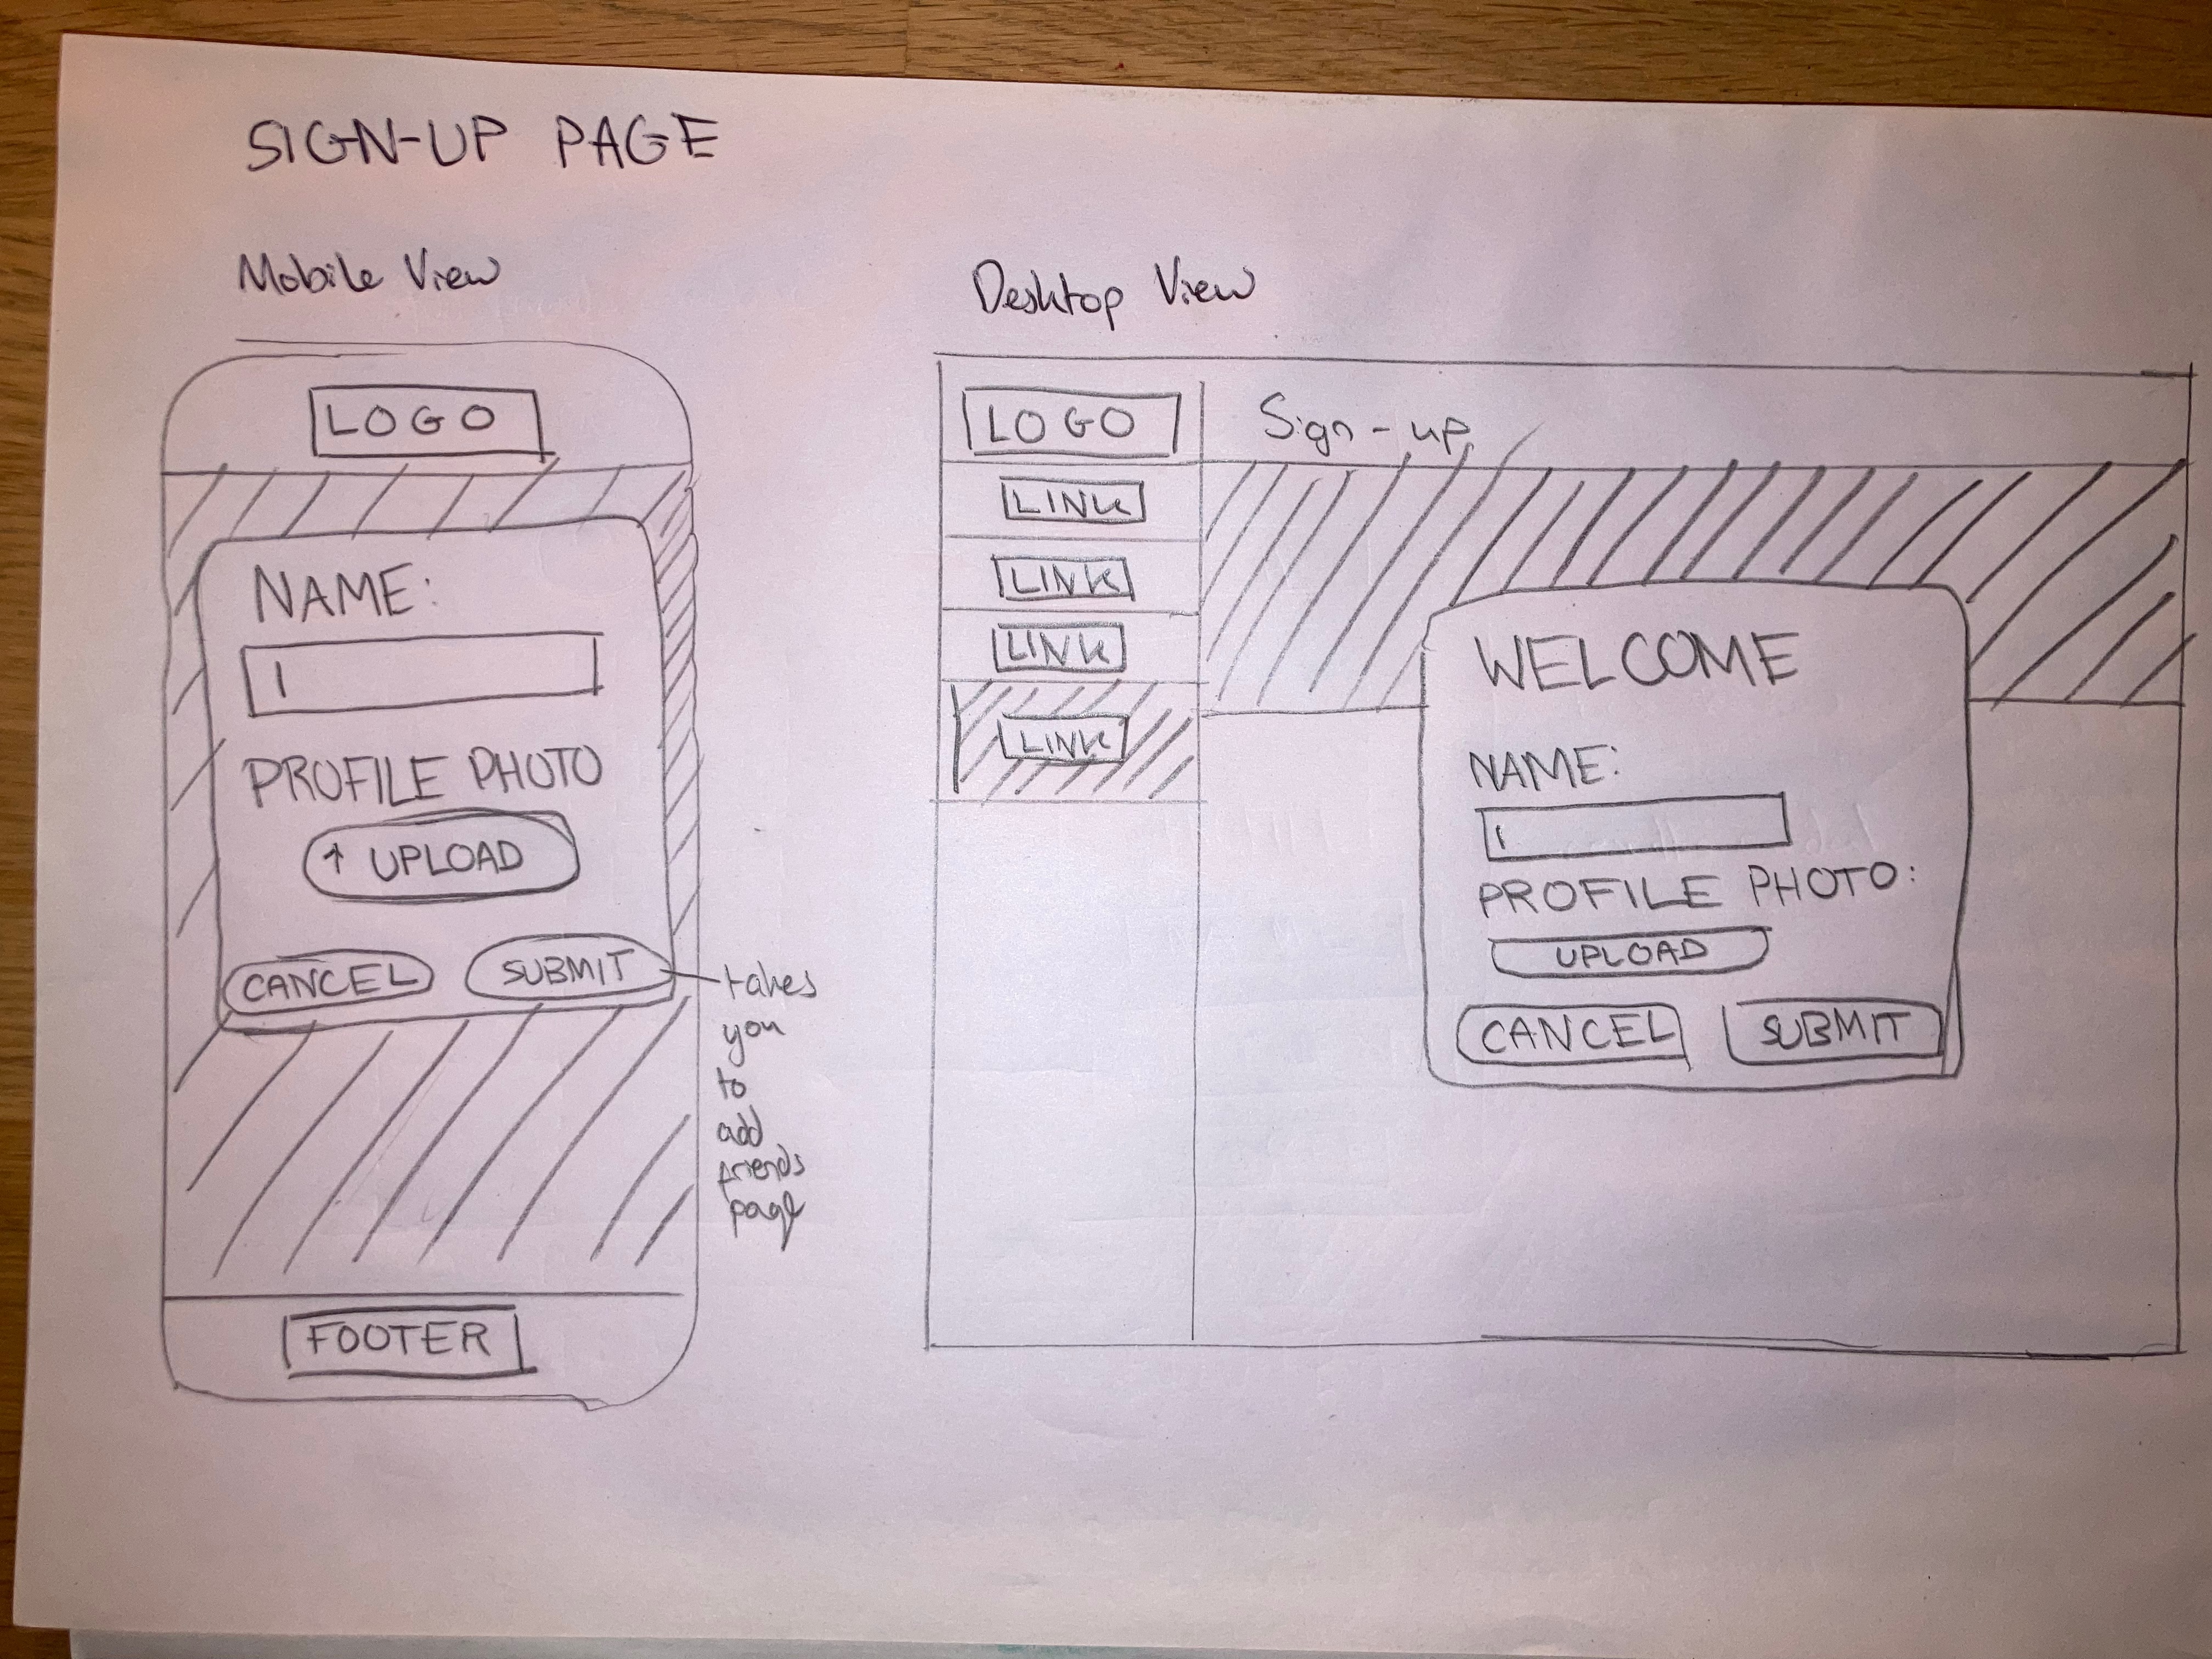 SIGN-UP PAGE
Mobile View
LOGO
NAME:
PROFILE PHOTO
↑ UPLOAD
CANCEL
SUBMIT
takes
you
to
add
friends
page
FOOTER
Desktop View
LOGO
Sign-up
LINK
LINK
LINK
LINK
WELCOME
NAME:
PROFILE PHOTO:
UPLOAD
CANCEL
SUBMIT